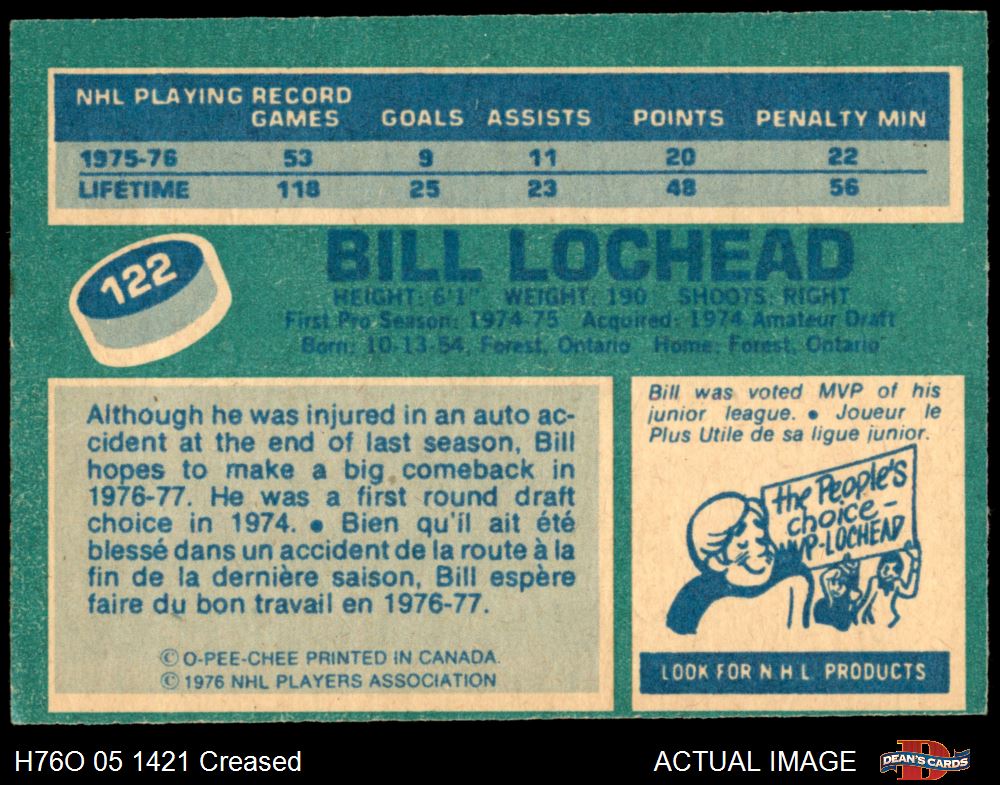 NHL PLAYING RECORD
GAMES GOALS ASSISTS POINTS PENALTY MIN
1975-76 53 9 11 20 22
LIFETIME 118 25 23 48 56
122
BILL LOCHEAD
HEIGHT: 6'1" WEIGHT: 190 SHOOTS: RIGHT
First Pro Season: 1974-75 Acquired: 1974 Amateur Draft
Born: 10-13-54, Forest, Ontario Home: Forest, Ontario
Although he was injured in an auto ac-
cident at the end of last season, Bill
hopes to make a big comeback in
1976-77. He was a first round draft
choice in 1974. ● Bien qu'il ait été
blessé dans un accident de la route à la
fin de la dernière saison, Bill espère
faire du bon travail en 1976-77.
© O-PEE-CHEE PRINTED IN CANADA.
© 1976 NHL PLAYERS ASSOCIATION
Bill was voted MVP of his
junior league. ● Joueur le
Plus Utile de sa ligue junior.
the People's
choice-
MVP-LOCHEAD
LOOK FOR N H L PRODUCTS
H76O 05 1421 Creased
ACTUAL IMAGE
DEAN'S CARDS